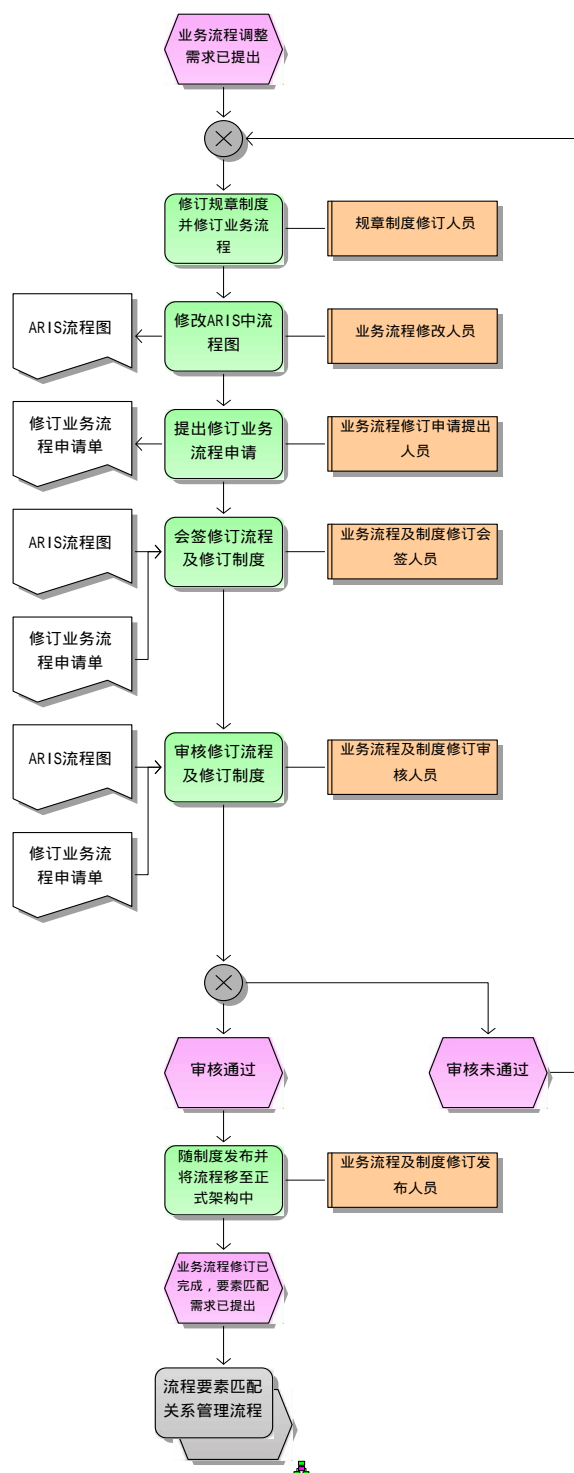 业务流程调整
需求已提出
修订规章制度
并修订业务流
程
规章制度修订人员
ARIS流程图
修改ARIS中流
程图
业务流程修改人员
修订业务流
程申请单
提出修订业务
流程申请
业务流程修订申请提出
人员
ARIS流程图
会签修订流程
及修订制度
业务流程及制度修订会
签人员
修订业务流
程申请单
ARIS流程图
审核修订流程
及修订制度
业务流程及制度修订审
核人员
修订业务流
程申请单
审核通过
审核未通过
随制度发布并
将流程移至正
式架构中
业务流程及制度修订发
布人员
业务流程修订已
完成，要素匹配
需求已提出
流程要素匹配
关系管理流程